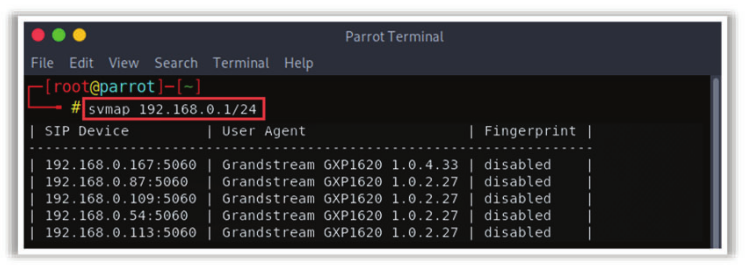 Parrot Terminal
File Edit View Search Terminal Help
[root@parrot]─[~]
# svmap 192.168.0.1/24
| SIP Device | User Agent | Fingerprint |
| 192.168.0.167:5060 | Grandstream GXP1620 1.0.4.33 | disabled |
| 192.168.0.87:5060 | Grandstream GXP1620 1.0.2.27 | disabled |
| 192.168.0.109:5060 | Grandstream GXP1620 1.0.2.27 | disabled |
| 192.168.0.54:5060 | Grandstream GXP1620 1.0.2.27 | disabled |
| 192.168.0.113:5060 | Grandstream GXP1620 1.0.2.27 | disabled |